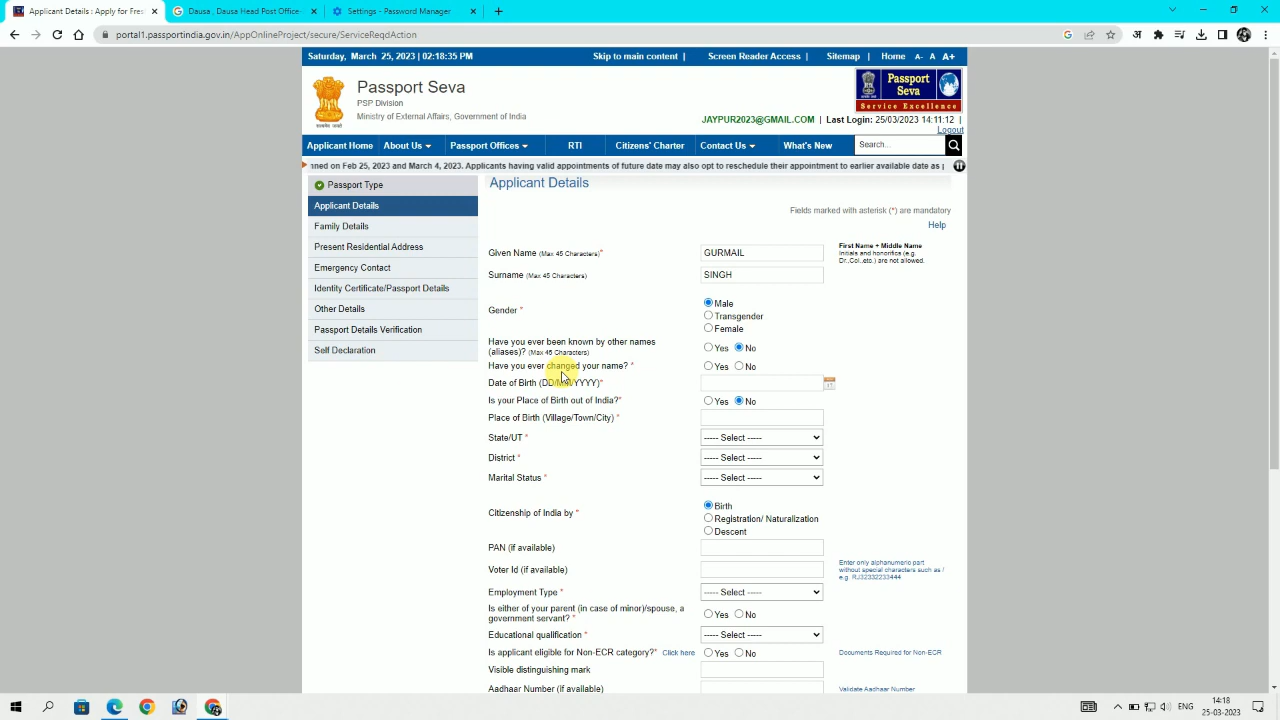 Applicant Details : Apply for Fres
Dausa , Dausa Head Post Office-
Settings - Password Manager
portal1.passportindia.gov.in/AppOnlineProject/secure/ServiceReqdAction
अ
Saturday, March 25, 2023 | 02:18:35 PM
Skip to main content |
Screen Reader Access |
Sitemap |
Home
A- A A+
Passport Seva
PSP Division
Ministry of External Affairs, Government of India
Passport
Seva
Service Excellence
JAYPUR2023@GMAIL.COM | Last Login: 25/03/2023 14:11:12 |
Logout
Applicant Home
About Us
Passport Offices
RTI
Citizens' Charter
Contact Us
What's New
Search...
nned on Feb 25, 2023 and March 4, 2023. Applicants having valid appointments of future date may also opt to reschedule their appointment to earlier available date as
Passport Type
Applicant Details
Family Details
Present Residential Address
Emergency Contact
Identity Certificate/Passport Details
Other Details
Passport Details Verification
Self Declaration
Applicant Details
Fields marked with asterisk (*) are mandatory
Help
Given Name (Max 45 Characters)*
GURMAIL
First Name + Middle Name
Initials and honorifics (e.g.
Dr.,Col.,etc.) are not allowed.
Surname (Max 45 Characters)
SINGH
Gender *
Male
Transgender
Female
Have you ever been known by other names
(aliases)? (Max 45 Characters)
Yes No
Have you ever changed your name? *
Yes No
Date of Birth (DD/MM/YYYY)*
Is your Place of Birth out of India?*
Yes No
Place of Birth (Village/Town/City) *
State/UT *
----- Select -----
District *
----- Select -----
Marital Status *
----- Select -----
Citizenship of India by *
Birth
Registration/ Naturalization
Descent
PAN (if available)
Voter Id (if available)
Enter only alphanumeric part
without special characters such as /
e.g. RJ32332233444
Employment Type *
----- Select -----
Is either of your parent (in case of minor)/spouse, a
government servant? *
Yes No
Educational qualification *
----- Select -----
Is applicant eligible for Non-ECR category?* Click here
Yes No
Documents Required for Non-ECR
Visible distinguishing mark
Aadhaar Number (if available)
Validate Aadhaar Number
ENG
14:18
25-03-2023